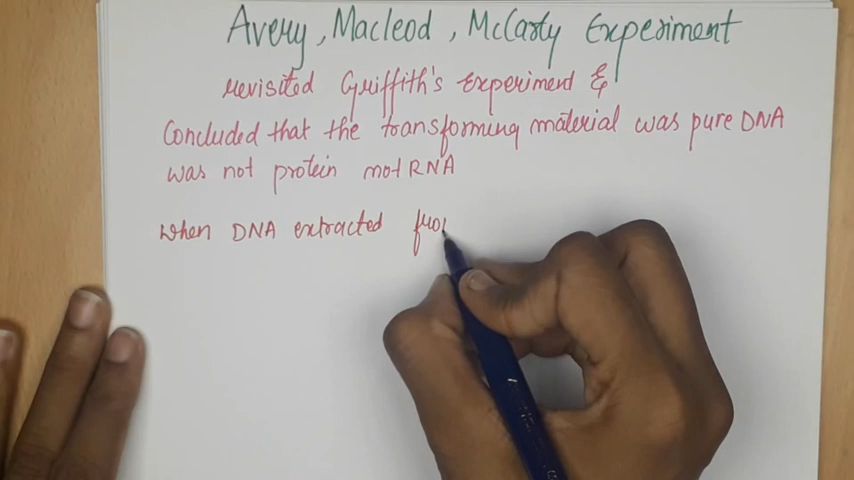 Avery, Macleod, McCarty Experiment
revisited Griffith's Experiment &
Concluded that the transforming material was pure DNA
was not protein not RNA
When DNA extracted fro